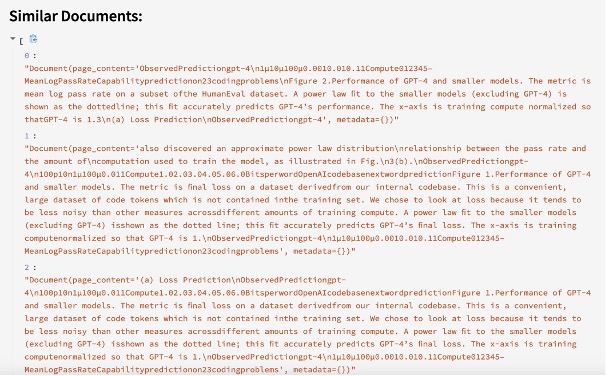 Similar Documents:
[
0 :
"Document(page_content='ObservedPredictiongpt-4\n1µ10µ100µ0.0010.010.11Compute012345–
MeanLogPassRateCapabilitypredictionon23codingproblems\nFigure 2.Performance of GPT-4 and smaller models. The metric is
mean log pass rate on a subset ofthe HumanEval dataset. A power law fit to the smaller models (excluding GPT-4) is
shown as the dottedline; this fit accurately predicts GPT-4's performance. The x-axis is training compute normalized so
thatGPT-4 is 1.3\n(a) Loss Prediction\nObservedPredictiongpt-4', metadata={})"
1 :
"Document(page_content='also discovered an approximate power law distribution\nrelationship between the pass rate and
the amount of\ncomputation used to train the model, as illustrated in Fig.\n3(b).\nObservedPredictiongpt-
4\n100p10n1µ100µ0.011Compute1.02.03.04.05.06.0BitsperwordOpenAIcodebasenextwordpredictionFigure 1.Performance of GPT-4
and smaller models. The metric is final loss on a dataset derivedfrom our internal codebase. This is a convenient,
large dataset of code tokens which is not contained inthe training set. We chose to look at loss because it tends to
be less noisy than other measures acrossdifferent amounts of training compute. A power law fit to the smaller models
(excluding GPT-4) isshown as the dotted line; this fit accurately predicts GPT-4's final loss. The x-axis is training
computenormalized so that GPT-4 is 1.\nObservedPredictiongpt-4\n1µ10µ100µ0.0010.010.11Compute012345–
MeanLogPassRateCapabilitypredictionon23codingproblems', metadata={})"
2 :
"Document(page_content='(a) Loss Prediction\nObservedPredictiongpt-
4\n100p10n1µ100µ0.011Compute1.02.03.04.05.06.0BitsperwordOpenAIcodebasenextwordpredictionFigure 1.Performance of GPT-4
and smaller models. The metric is final loss on a dataset derivedfrom our internal codebase. This is a convenient,
large dataset of code tokens which is not contained inthe training set. We chose to look at loss because it tends to
be less noisy than other measures acrossdifferent amounts of training compute. A power law fit to the smaller models
(excluding GPT-4) isshown as the dotted line; this fit accurately predicts GPT-4's final loss. The x-axis is training
computenormalized so that GPT-4 is 1.\nObservedPredictiongpt-4\n1µ10µ100µ0.0010.010.11Compute012345–
MeanLogPassRateCapabilitypredictionon23codingproblems', metadata={})"